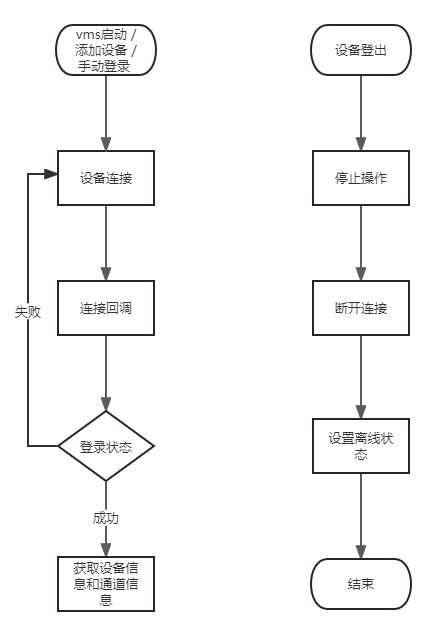 vms启动 /
添加设备 /
手动登录
设备连接
连接回调
失败
登录状态
成功
获取设备信
息和通道信
息
设备登出
停止操作
断开连接
设置离线状
态
结束